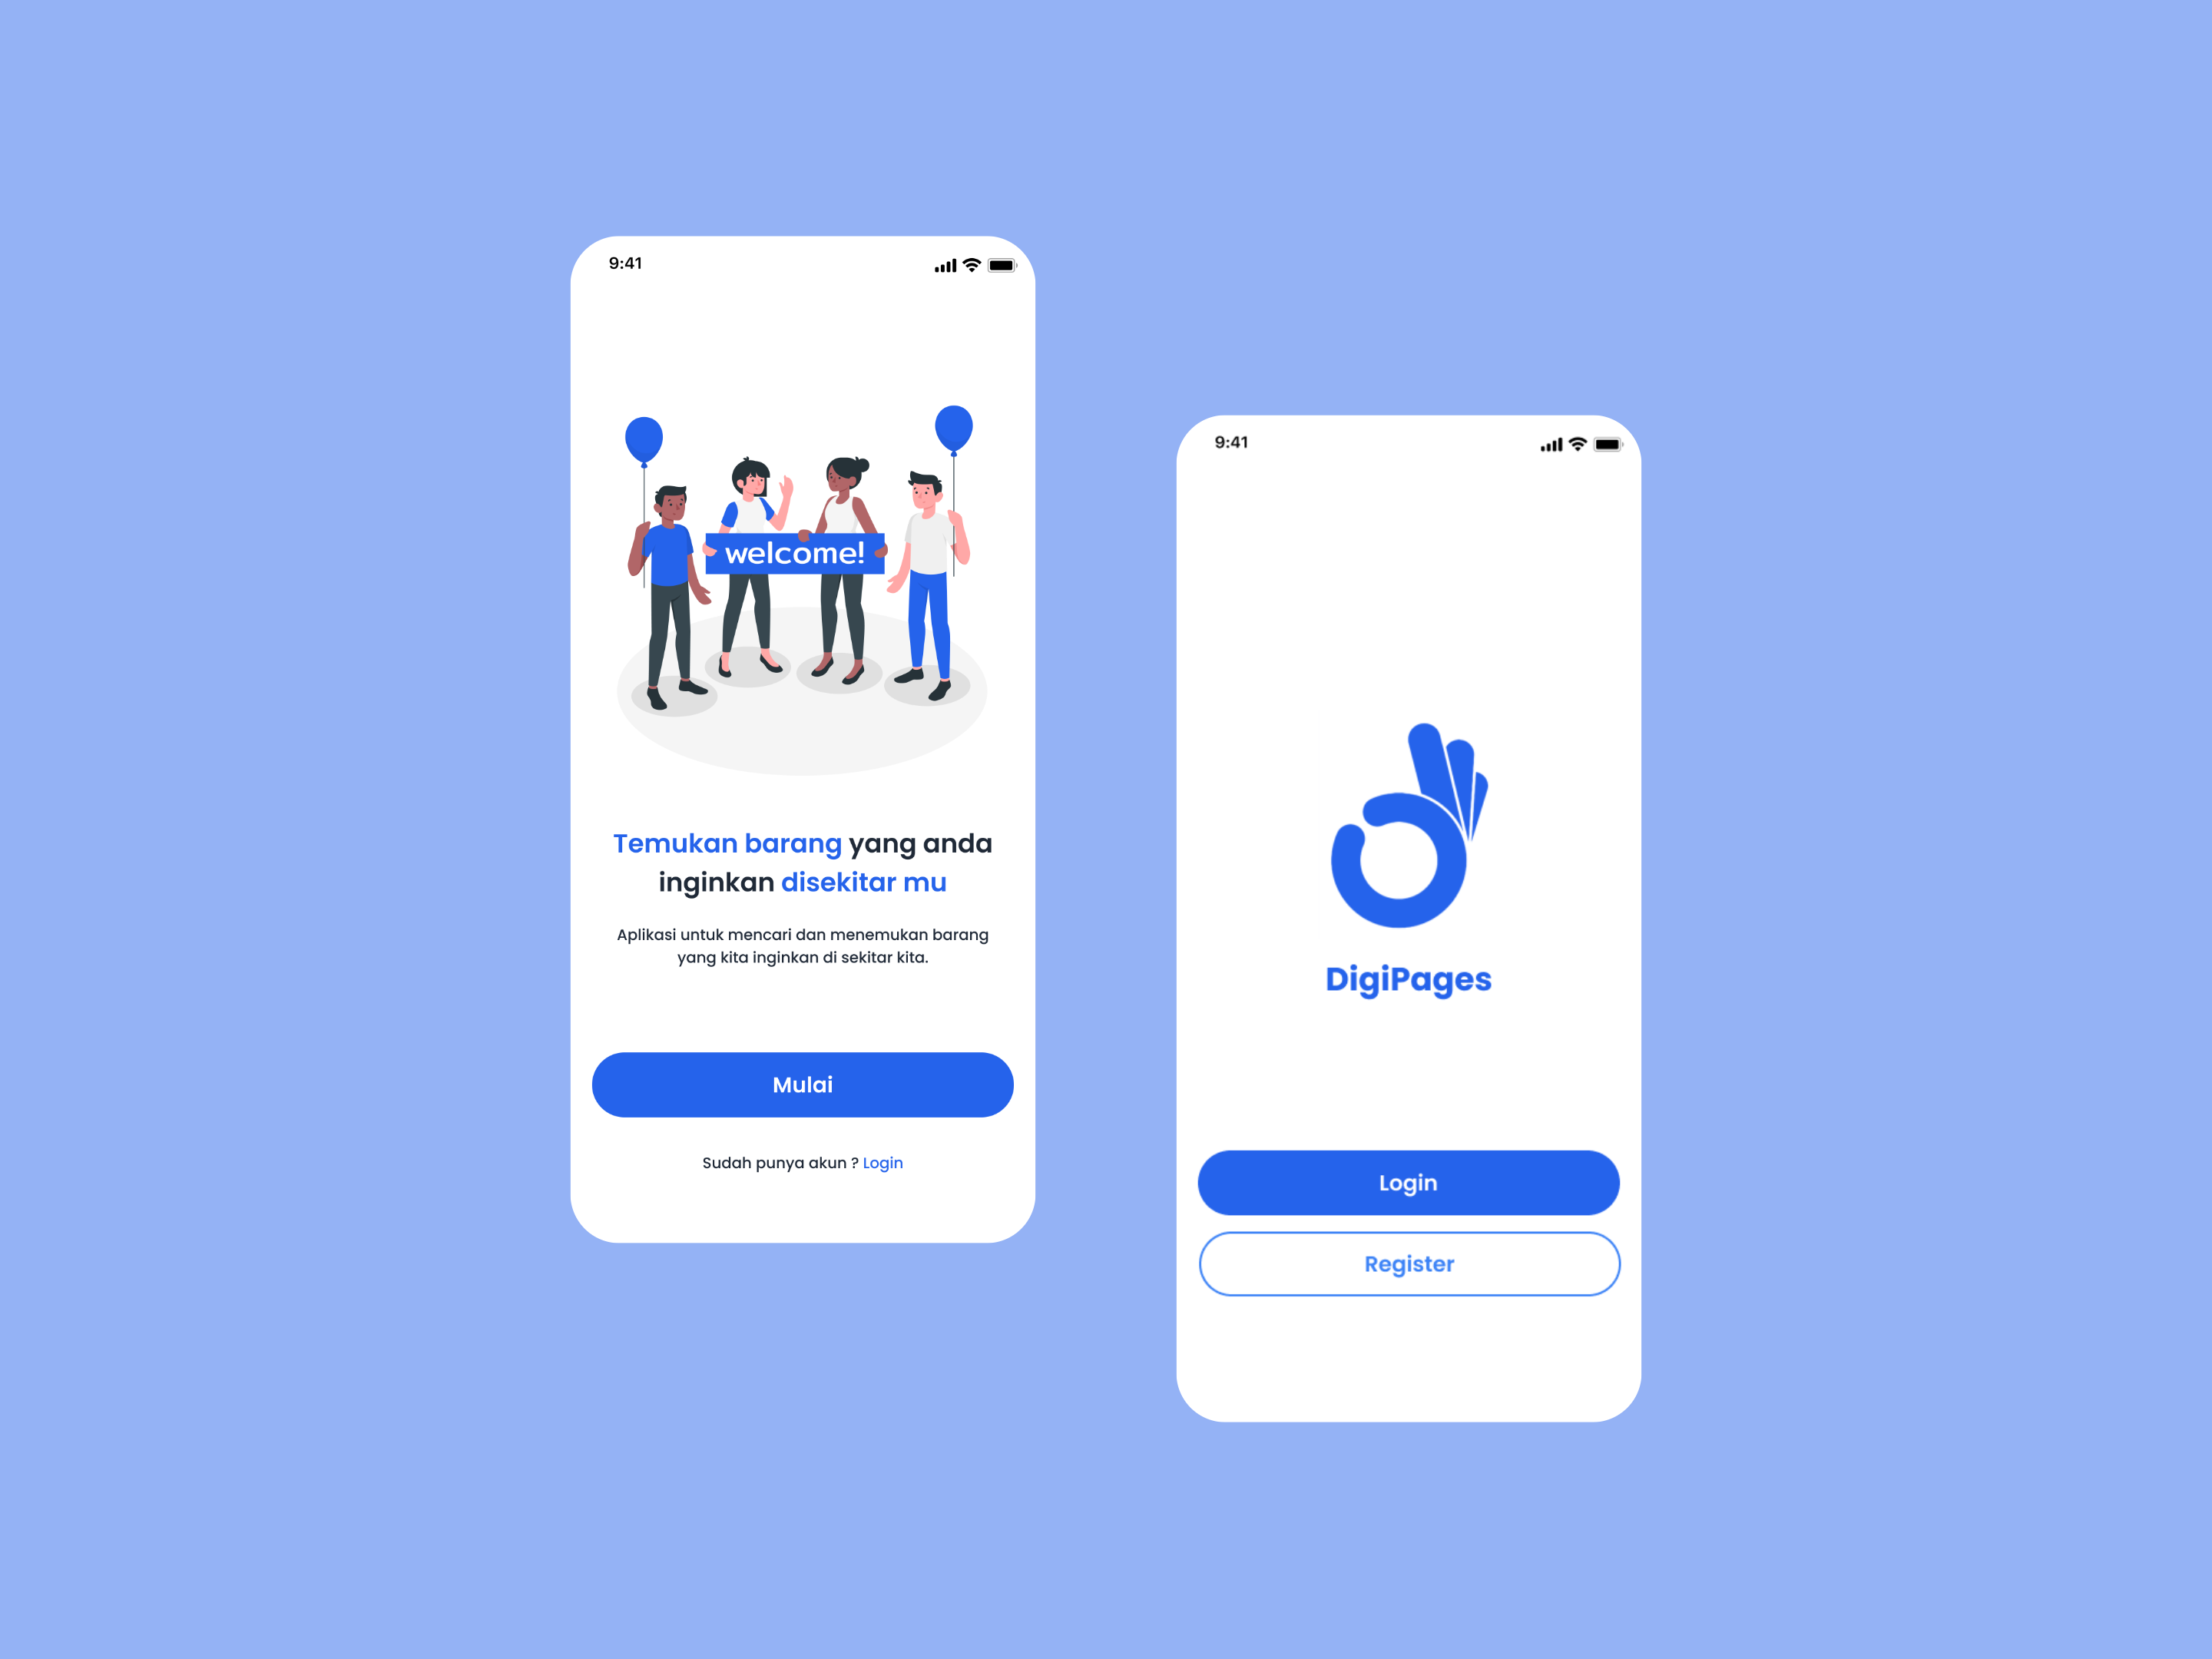 9:41
welcome!
Temukan barang yang anda
inginkan disekitar mu
Aplikasi untuk mencari dan menemukan barang
yang kita inginkan di sekitar kita.
Mulai
Sudah punya akun ? Login
9:41
DigiPages
Login
Register